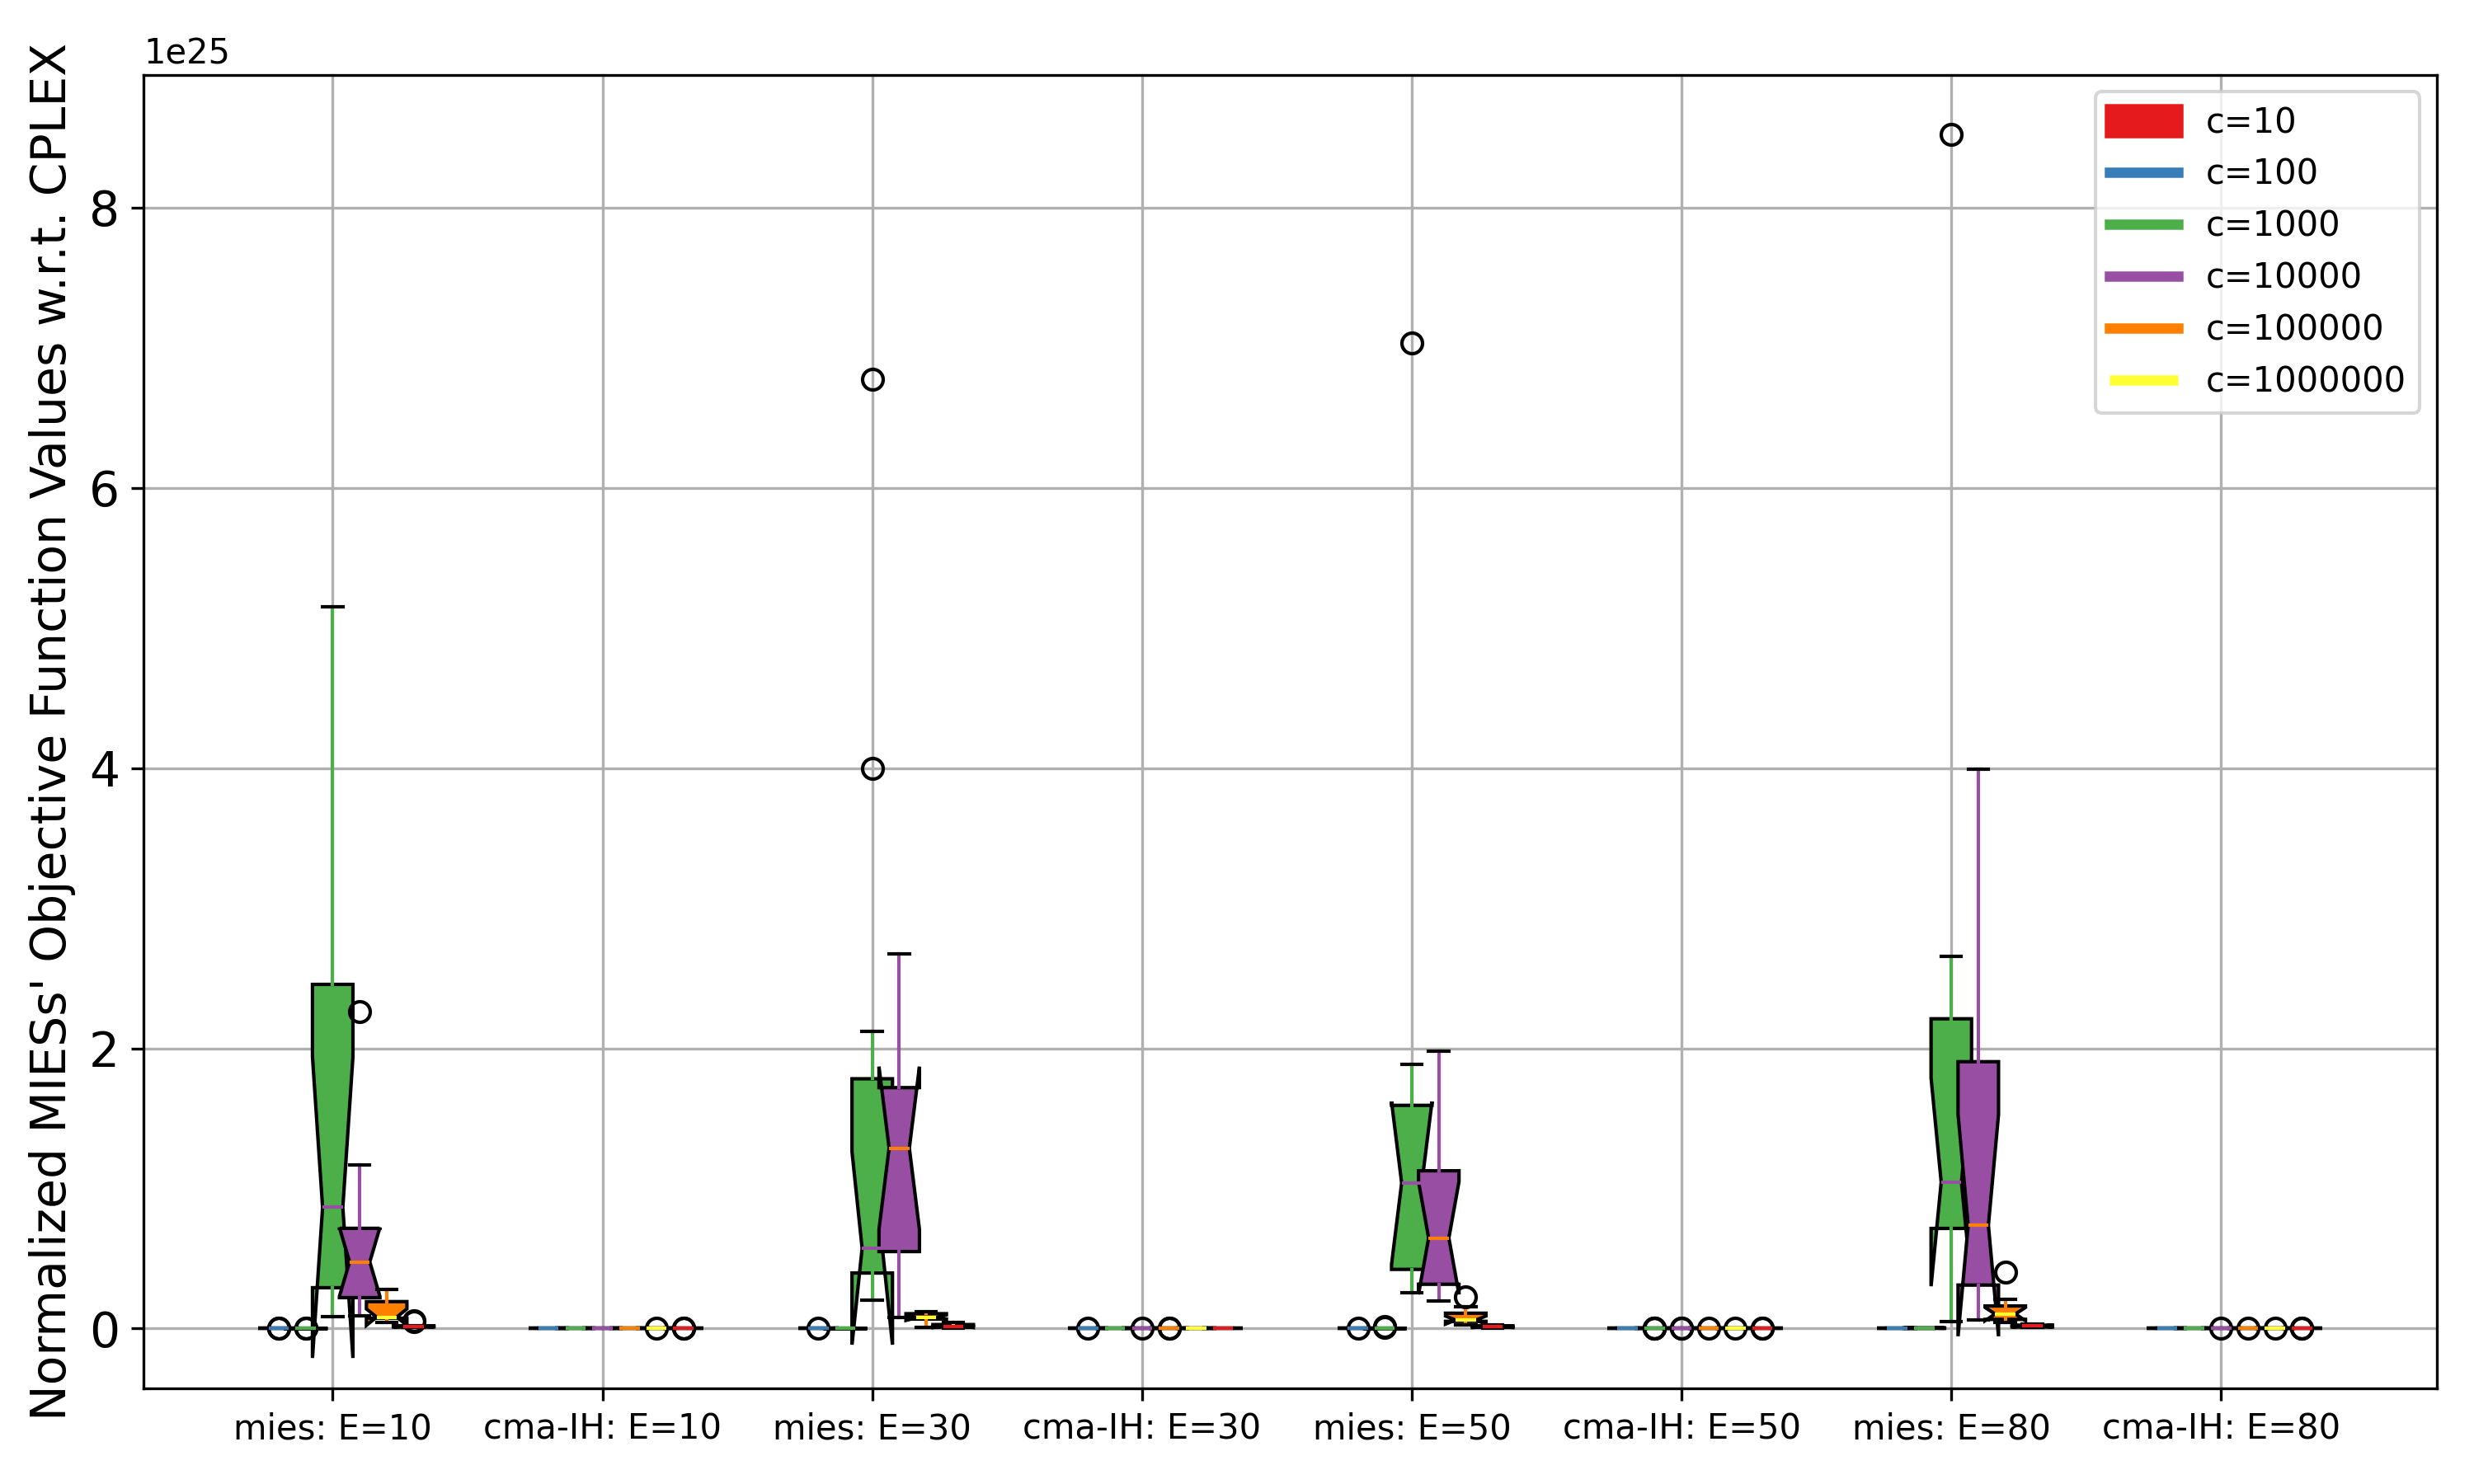 1e25
Normalized MIESs' Objective Function Values w.r.t. CPLEX
8
6
4
2
0
c=10
c=100
c=1000
c=10000
c=100000
c=1000000
mies: E=10
cma-IH: E=10
mies: E=30
cma-IH: E=30
mies: E=50
cma-IH: E=50
mies: E=80
cma-IH: E=80